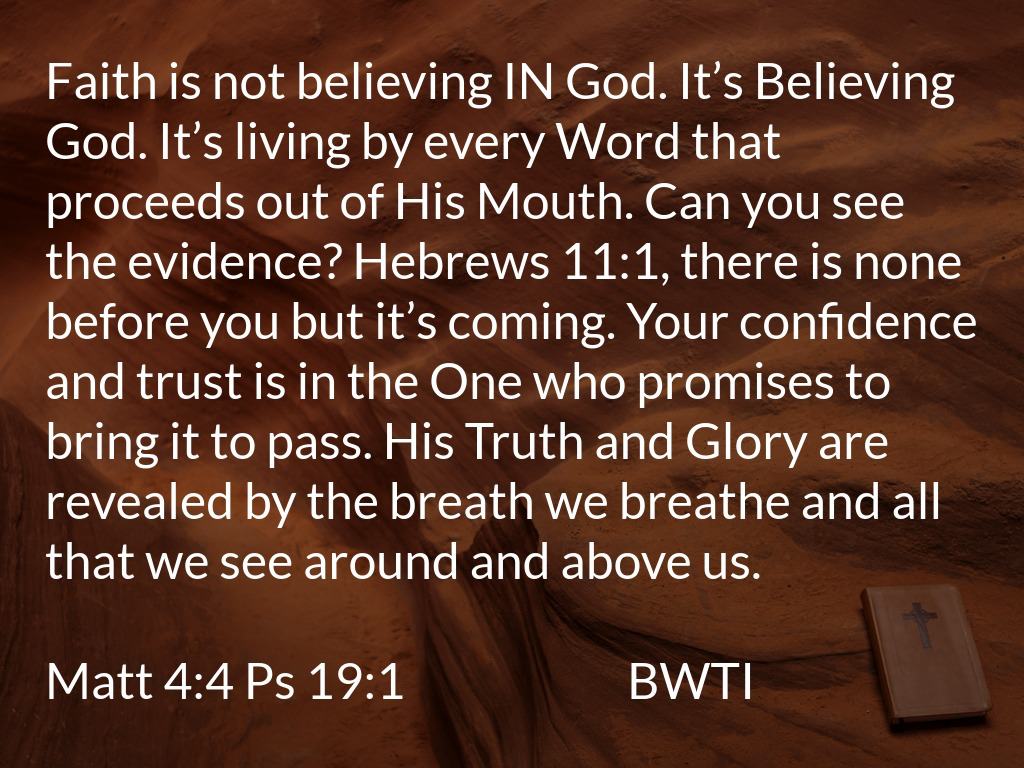 Faith is not believing IN God. It’s Believing
God. It’s living by every Word that
proceeds out of His Mouth. Can you see
the evidence? Hebrews 11:1, there is none
before you but it’s coming. Your confidence
and trust is in the One who promises to
bring it to pass. His Truth and Glory are
revealed by the breath we breathe and all
that we see around and above us.
Matt 4:4 Ps 19:1 BWTI